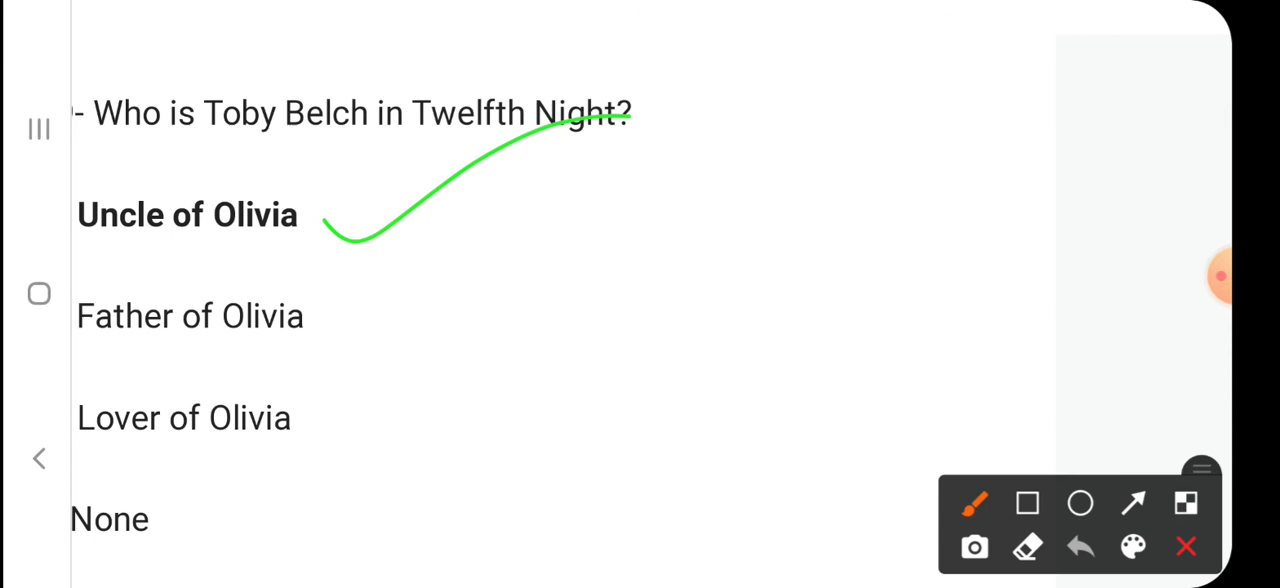 - Who is Toby Belch in Twelfth Night?
Uncle of Olivia
Father of Olivia
Lover of Olivia
None